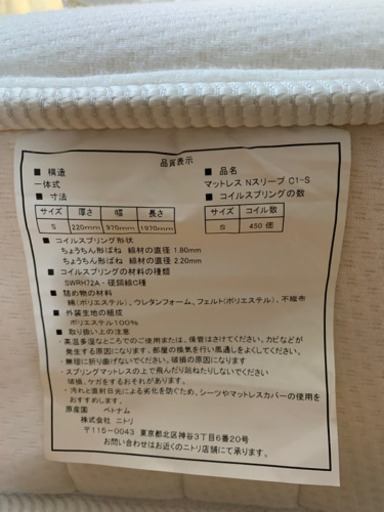 品質表示
■ 構造
一体式
■ 寸法
サイズ 厚さ 幅 長さ
S 220mm 970mm 1970mm
■ 品名
マットレス Nスリープ C1-S
■ コイルスプリングの数
サイズ コイル数
S 450 個
■ コイルスプリング形状
ちょうちん形ばね 線材の直径 1.80mm
ちょうちん形ばね 線材の直径 2.20mm
■ コイルスプリングの材料の種類
SWRH72A・硬鋼線C種
■ 詰め物の材料
綿(ポリエステル)、ウレタンフォーム、フェルト(ポリエステル)、不織布
■ 外装生地の組成
ポリエステル100%
■ 取り扱い上の注意
・高温多湿なところでのご使用または、保管はさけてください。カビなどが
発生する原因になります。部屋の換気を行い風通しをよくしてください。
・無理に折り曲げないでください。破損の原因になります。
・スプリングマットレスの上で飛んだり跳ねたりしないでください。
破損、ケガをするおそれがあります。
・汚れと直射日光による劣化を防ぐため、シーツやマットレスカバーの使用を
おすすめします。
原産国 ベトナム
株式会社 ニトリ
〒115-0043 東京都北区神谷3丁目6番20号
お問い合わせはお近くのニトリ店舗にて承ります。